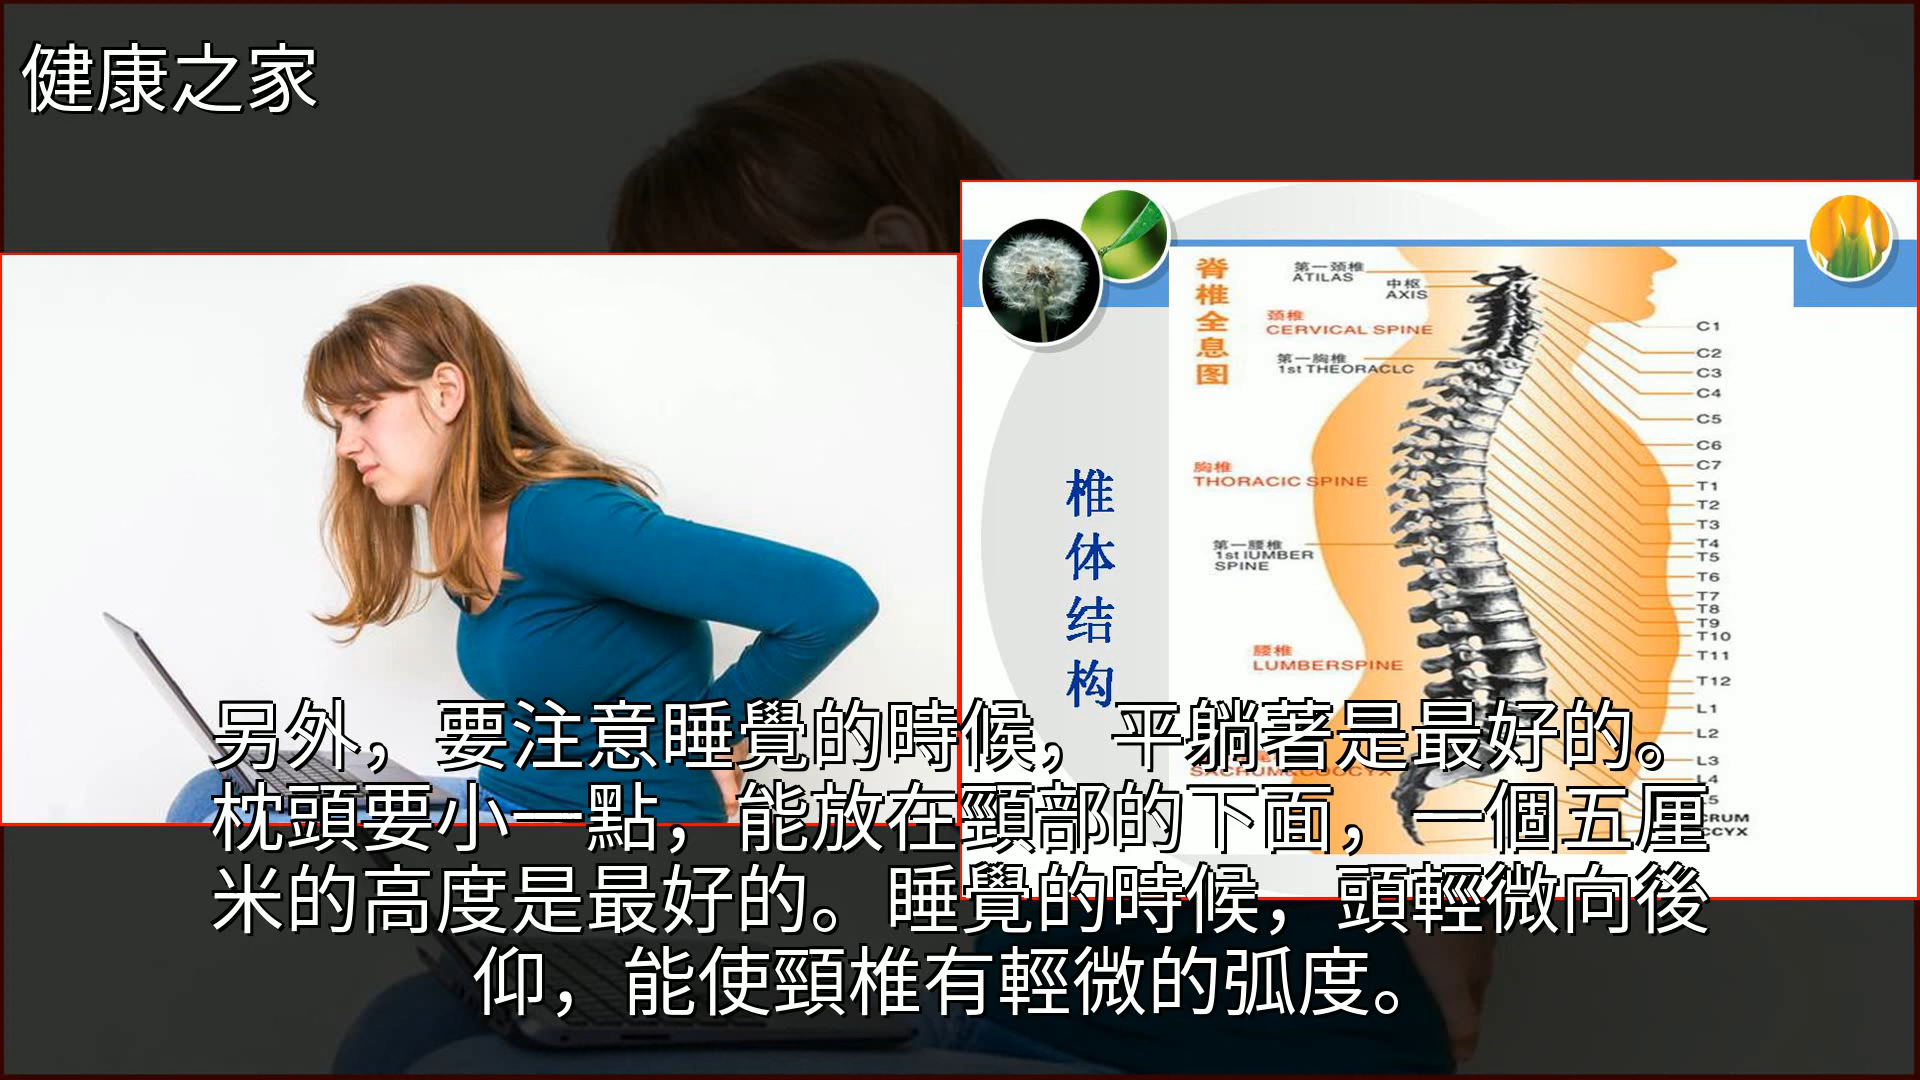 健康之家
脊椎全息图
第一颈椎
ATILAS
中枢
AXIS
颈椎
CERVICAL SPINE
第一胸椎
1st THEORACLC
胸椎
THORACIC SPINE
第一腰椎
1st IUMBER
SPINE
腰椎
LUMBERSPINE
SACRUM&COOCYX
C1
C2
C3
C4
C5
C6
C7
T1
T2
T3
T4
T5
T6
T7
T8
T9
T10
T11
T12
L1
L2
L3
L4
椎体结构
另外，要注意睡覺的時候，平躺著是最好的。
枕頭要小一點，能放在頸部的下面，一個五厘
米的高度是最好的。睡覺的時候，頭輕微向後
仰，能使頸椎有輕微的弧度。